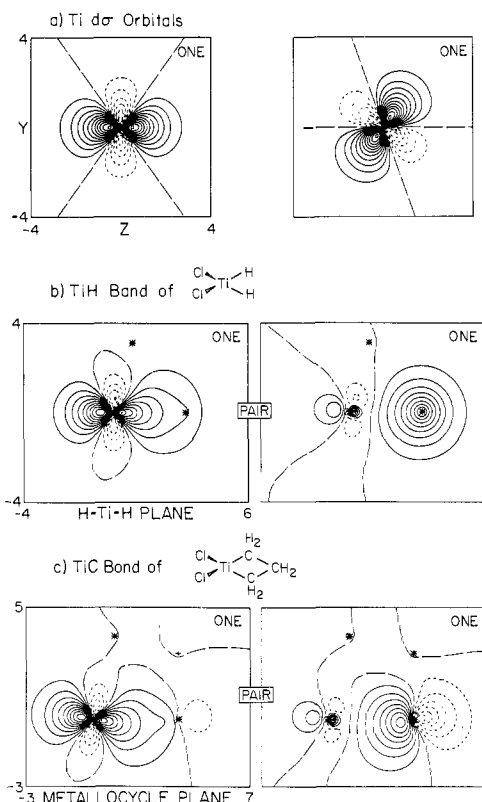 a) Ti dσ Orbitals
4
ONE
Y
-4
-4
Z
4
b) TiH Band of
Cl
Cl
Ti
H
H
4
ONE
PAIR
ONE
-4
-4
H-Ti-H PLANE
6
c) TiC Bond of
Cl
Cl
Ti
H2
C
CH2
C
H2
5
ONE
PAIR
ONE
-3
-3
METALLOCYCLE PLANE
7